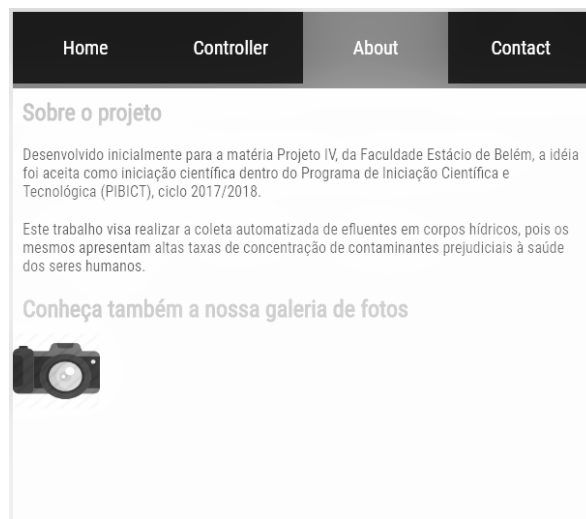 Home Controller About Contact
Sobre o projeto
Desenvolvido inicialmente para a matéria Projeto IV, da Faculdade Estácio de Belém, a idéia
foi aceita como iniciação científica dentro do Programa de Iniciação Científica e
Tecnológica (PIBICT), ciclo 2017/2018.
Este trabalho visa realizar a coleta automatizada de efluentes em corpos hídricos, pois os
mesmos apresentam altas taxas de concentração de contaminantes prejudiciais à saúde
dos seres humanos.
Conheça também a nossa galeria de fotos